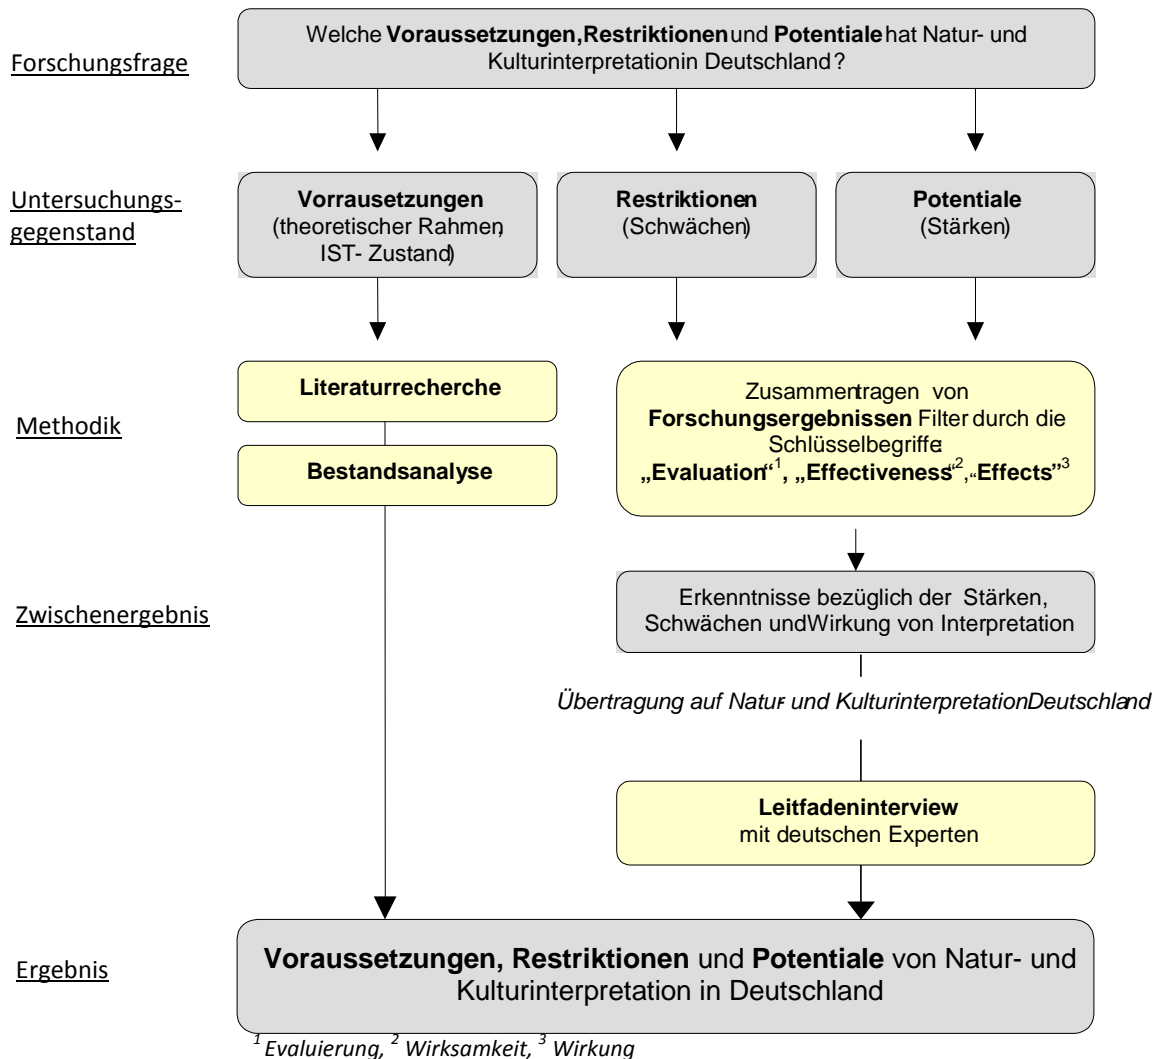 Forschungsfrage
Welche Voraussetzungen,Restriktionen und Potentiale hat Natur- und
Kulturinterpretationin Deutschland?
Untersuchungs-
gegenstand
Vorrausetzungen
(theoretischer Rahmen,
IST- Zustand)
Restriktionen
(Schwächen)
Potentiale
(Stärken)
Methodik
Literaturrecherche
Bestandsanalyse
Zusammentragen von
Forschungsergebnissen Filter durch die
Schlüsselbegriffe:
„Evaluation“¹, „Effectiveness“², “Effects”³
Zwischenergebnis
Erkenntnisse bezüglich der Stärken,
Schwächen und Wirkung von Interpretation
Übertragung auf Natur- und KulturinterpretationDeutschland
Leitfadeninterview
mit deutschen Experten
Ergebnis
Voraussetzungen, Restriktionen und Potentiale von Natur- und
Kulturinterpretation in Deutschland
¹ Evaluierung, ² Wirksamkeit, ³ Wirkung